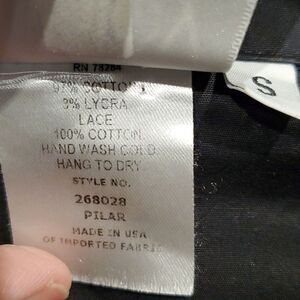 RN 78284
97% COTTON
3% LYCRA
LACE
100% COTTON
HAND WASH COLD
HANG TO DRY
STYLE NO.
268028
PILAR
MADE IN USA
OF IMPORTED FABRIC
S